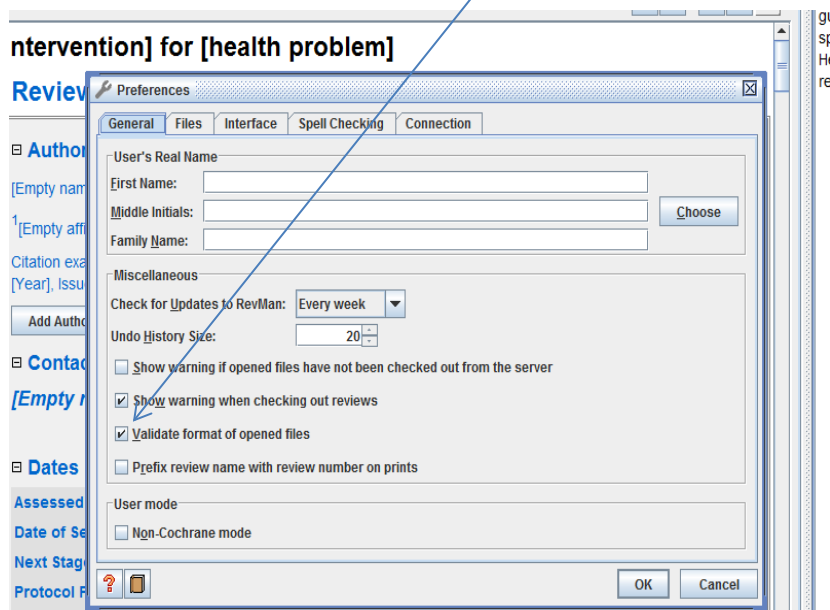 ntervention] for [health problem]
Review
Preferences
General Files Interface Spell Checking Connection
Author
[Empty nam
1[Empty affi
Citation exa
[Year], Issu
Add Autho
Contac
[Empty r
Dates
Assessed
Date of Se
Next Stag
Protocol F
User's Real Name
First Name:
Middle Initials:
Choose
Family Name:
Miscellaneous
Check for Updates to RevMan: Every week
Undo History Size: 20
Show warning if opened files have not been checked out from the server
Show warning when checking out reviews
Validate format of opened files
Prefix review name with review number on prints
User mode
Non-Cochrane mode
?
OK Cancel
gu
sp
He
re